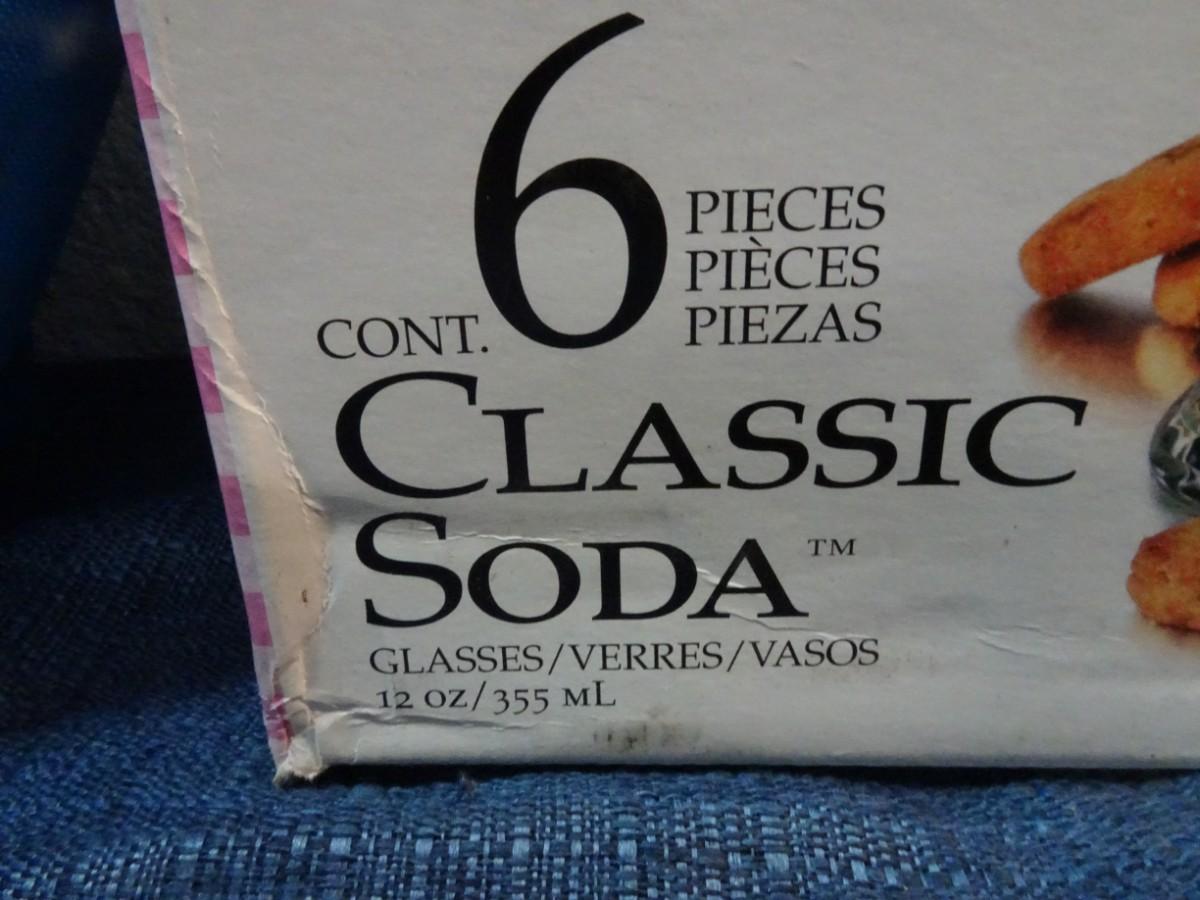 CONT. 6 PIECES
PIÈCES
PIEZAS
CLASSIC
SODA™
GLASSES/VERRES/VASOS
12 OZ/355 ML